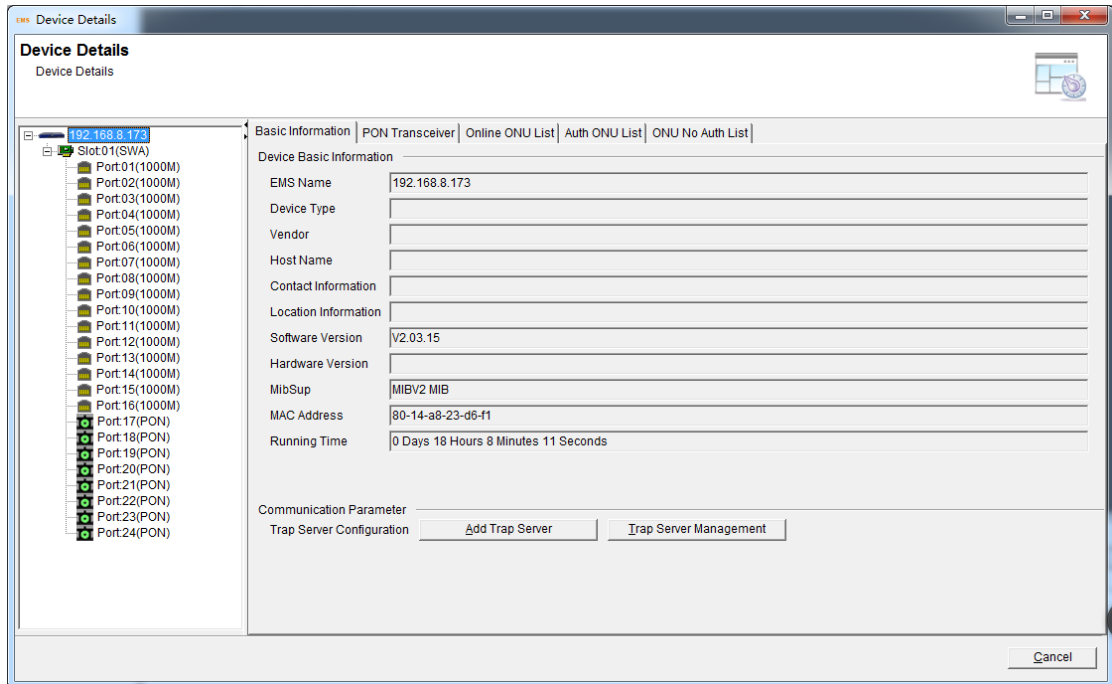 EMS Device Details
Device Details
Device Details
192.168.8.173
Slot:01(SWA)
Port:01(1000M)
Port:02(1000M)
Port:03(1000M)
Port:04(1000M)
Port:05(1000M)
Port:06(1000M)
Port:07(1000M)
Port:08(1000M)
Port:09(1000M)
Port:10(1000M)
Port:11(1000M)
Port:12(1000M)
Port:13(1000M)
Port:14(1000M)
Port:15(1000M)
Port:16(1000M)
Port:17(PON)
Port:18(PON)
Port:19(PON)
Port:20(PON)
Port:21(PON)
Port:22(PON)
Port:23(PON)
Port:24(PON)
Basic Information PON Transceiver Online ONU List Auth ONU List ONU No Auth List
Device Basic Information
EMS Name 192.168.8.173
Device Type
Vendor
Host Name
Contact Information
Location Information
Software Version V2.03.15
Hardware Version
MibSup MIBV2 MIB
MAC Address 80-14-a8-23-d6-f1
Running Time 0 Days 18 Hours 8 Minutes 11 Seconds
Communication Parameter
Trap Server Configuration Add Trap Server Trap Server Management
Cancel